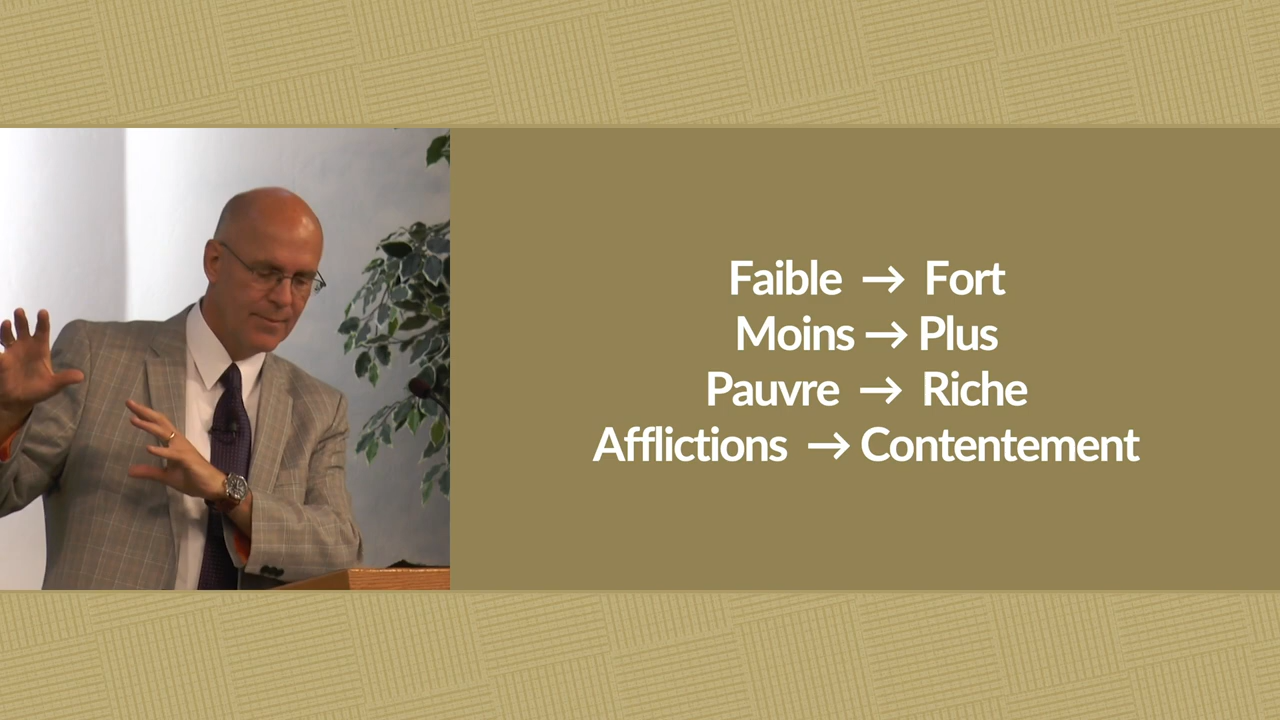 Faible → Fort
Moins → Plus
Pauvre → Riche
Afflictions → Contentement